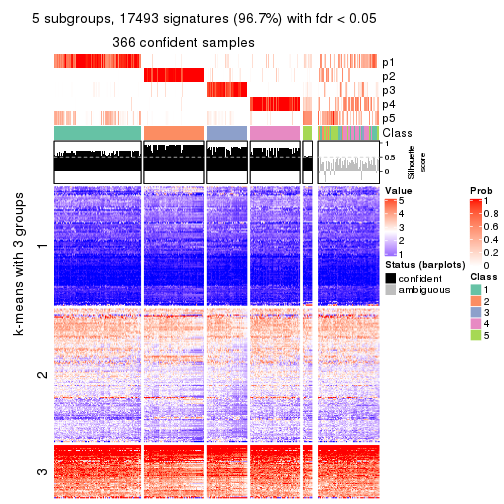 5 subgroups, 17493 signatures (96.7%) with fdr < 0.05
366 confident samples
p1
p2
p3
p4
p5
Class
1
0.5
0
Silhouette
score
k-means with 3 groups
1
2
3
Value
5
4
3
2
1
Status (barplots)
confident
ambiguous
Prob
1
0.8
0.6
0.4
0.2
0
Class
1
2
3
4
5